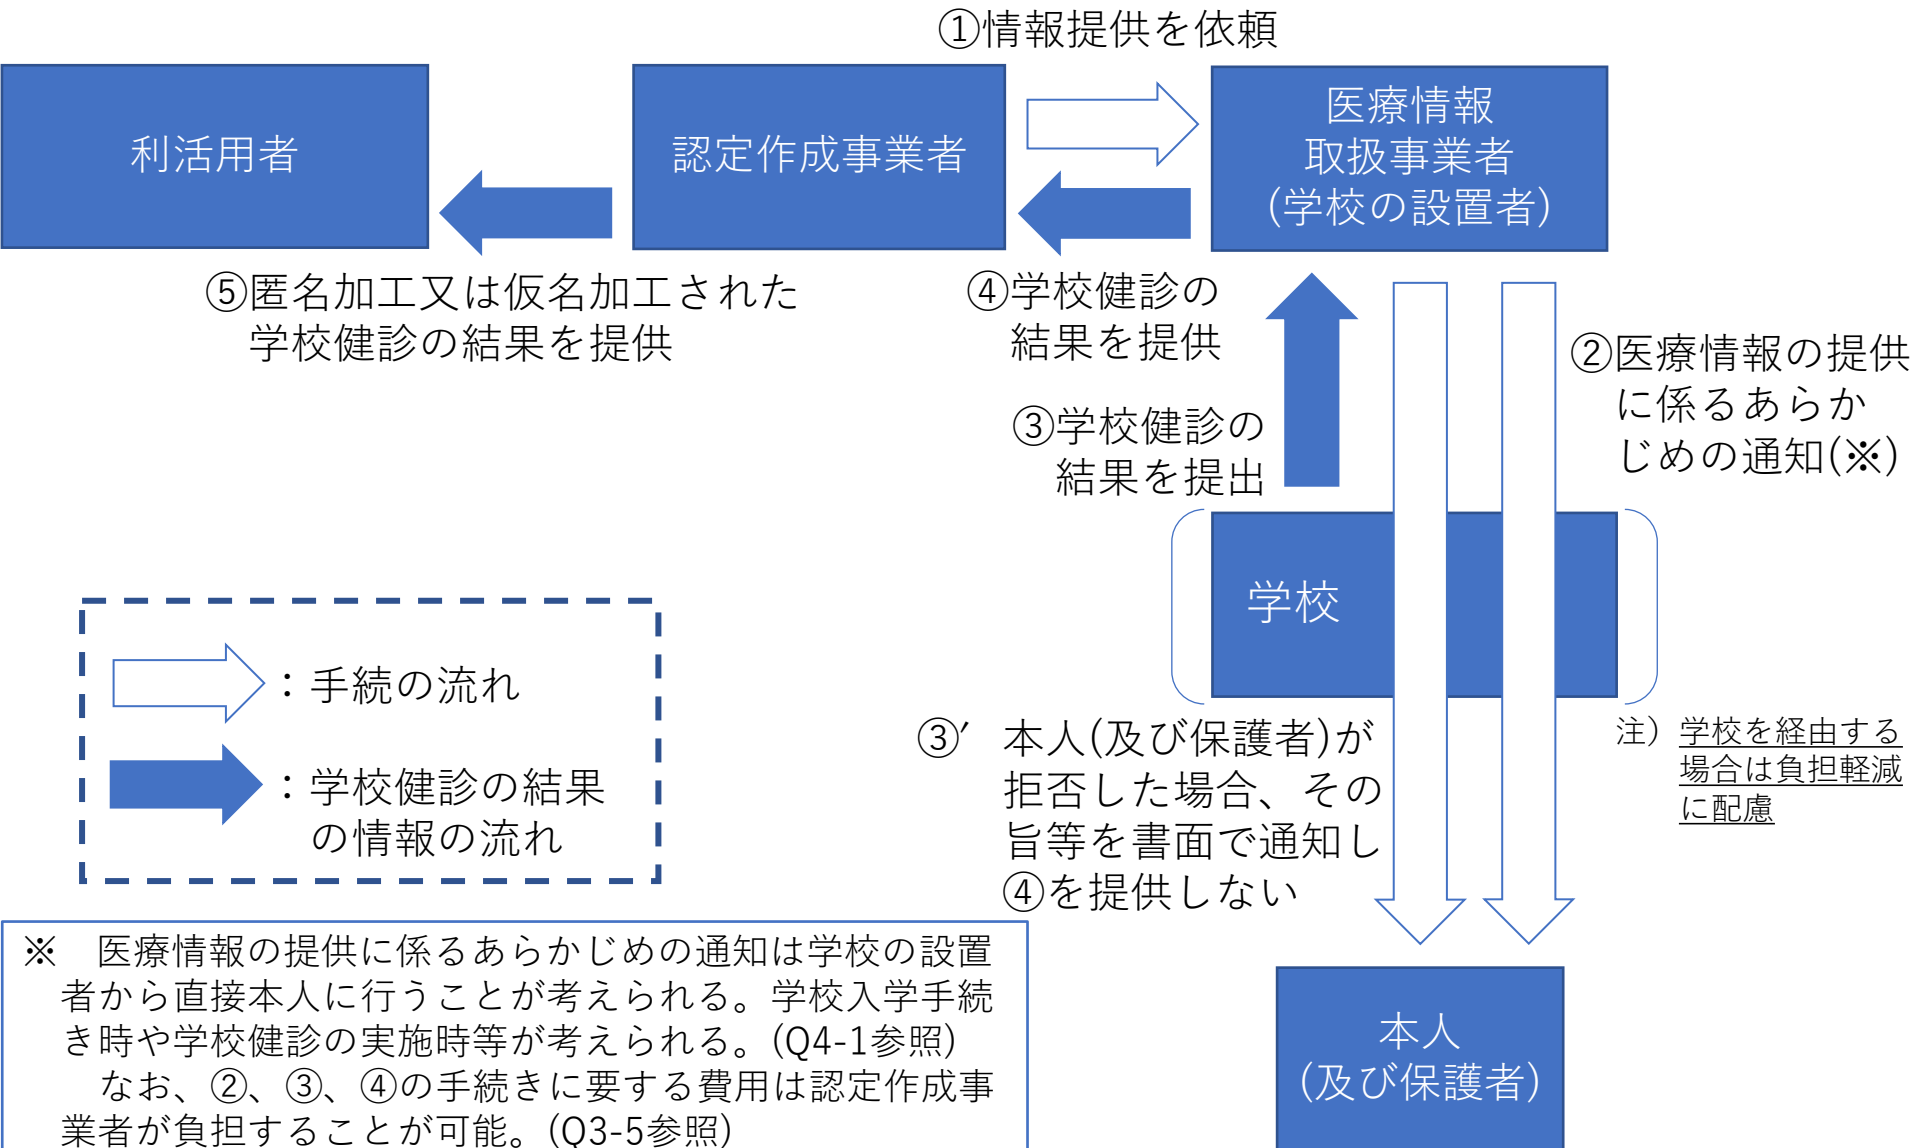 ①情報提供を依頼
利活用者
認定作成事業者
医療情報
取扱事業者
(学校の設置者)
⑤匿名加工又は仮名加工された
学校健診の結果を提供
④学校健診の
結果を提供
②医療情報の提供
に係るあらか
じめの通知(※)
③学校健診の
結果を提出
学校
：手続の流れ
：学校健診の結果
の情報の流れ
③′ 本人(及び保護者)が
拒否した場合、その
旨等を書面で通知し
④を提供しない
注）学校を経由する
場合は負担軽減
に配慮
※　医療情報の提供に係るあらかじめの通知は学校の設置
者から直接本人に行うことが考えられる。学校入学手続
き時や学校健診の実施時等が考えられる。(Q4-1参照)
なお、②、③、④の手続きに要する費用は認定作成事
業者が負担することが可能。(Q3-5参照)
本人
(及び保護者)